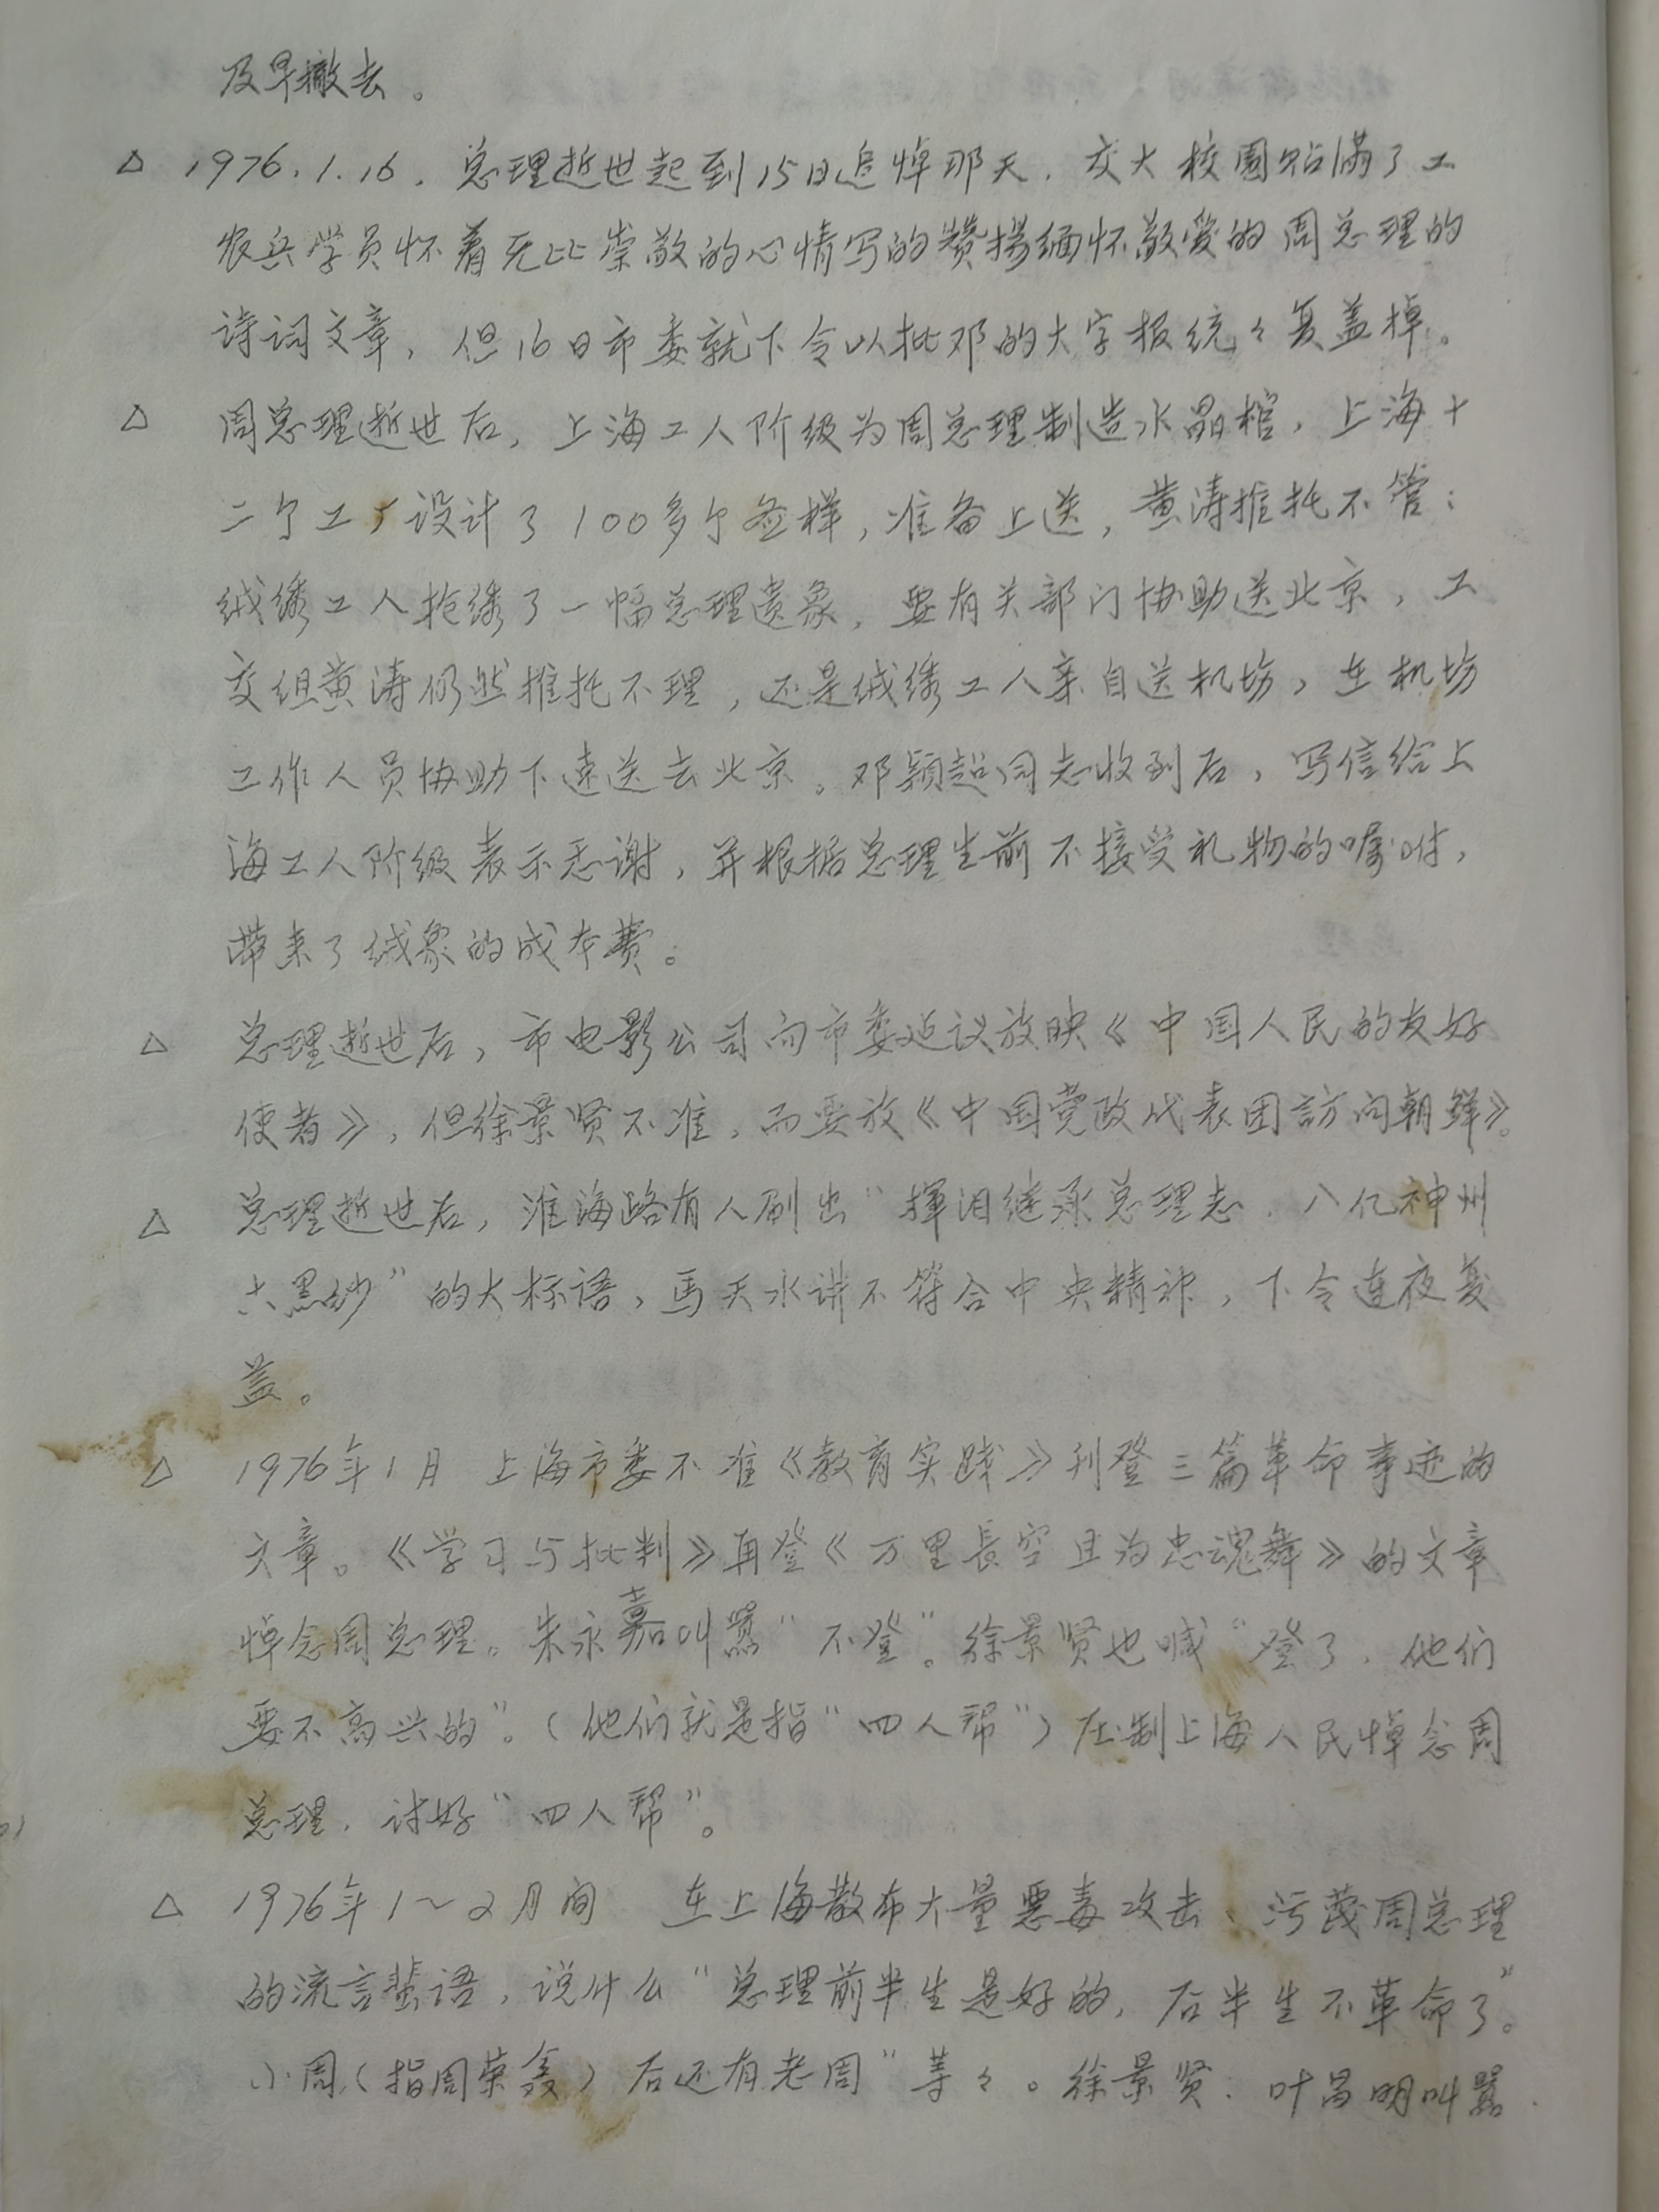 及早撤去。
△ 1976.1.16. 总理逝世起到15日追悼那天，交大校園贴满了工
农兵学员怀着无比崇敬的心情写的赞揚缅怀敬爱的周总理的
诗词文章，但16日市委就下令以批邓的大字报统々复盖掉。
△ 周总理逝世后，上海工人阶级为周总理制造水晶棺，上海十
二个工厂设计了100多个盒样，准备上送，黄涛推托不管；
绒绣工人抢绣了一幅总理遗象，要有关部门协助送北京，工
交组黄涛仍然推托不理，还是绒绣工人亲自送机场，在机场
工作人员协助下速送去北京。邓颖超同志收到后，写信给上
海工人阶级表示感谢，并根据总理生前不接受礼物的嘱咐，
带来了绒象的成本费。
△ 总理逝世后，市电影公司向市委建议放映《中国人民的友好
使者》，但徐景贤不准，而要放《中国党政代表团訪问朝鲜》。
△ 总理逝世后，淮海路有人刷出“揮泪继承总理志，八亿神州
六黑纱”的大标语，马天水讲不符合中央精神，下令连夜复
盖。
△ 1976年1月 上海市委不准《教育实践》刊登三篇革命事迹的
文章。《学习与批判》再登《万里長空且为忠魂舞》的文章
悼念周总理。朱永嘉叫嚣“不登”。徐景贤也喊“登了，他们
要不高兴的”。（他们就是指“四人帮”）压制上海人民悼念周
总理，讨好“四人帮”。
△ 1976年1～2月间 在上海散布大量恶毒攻击、污蔑周总理
的流言蜚语，说什么“总理前半生是好的，后半生不革命了”。
小周（指周荣鑫）后还有老周”等々。徐景贤、叶昌明叫嚣